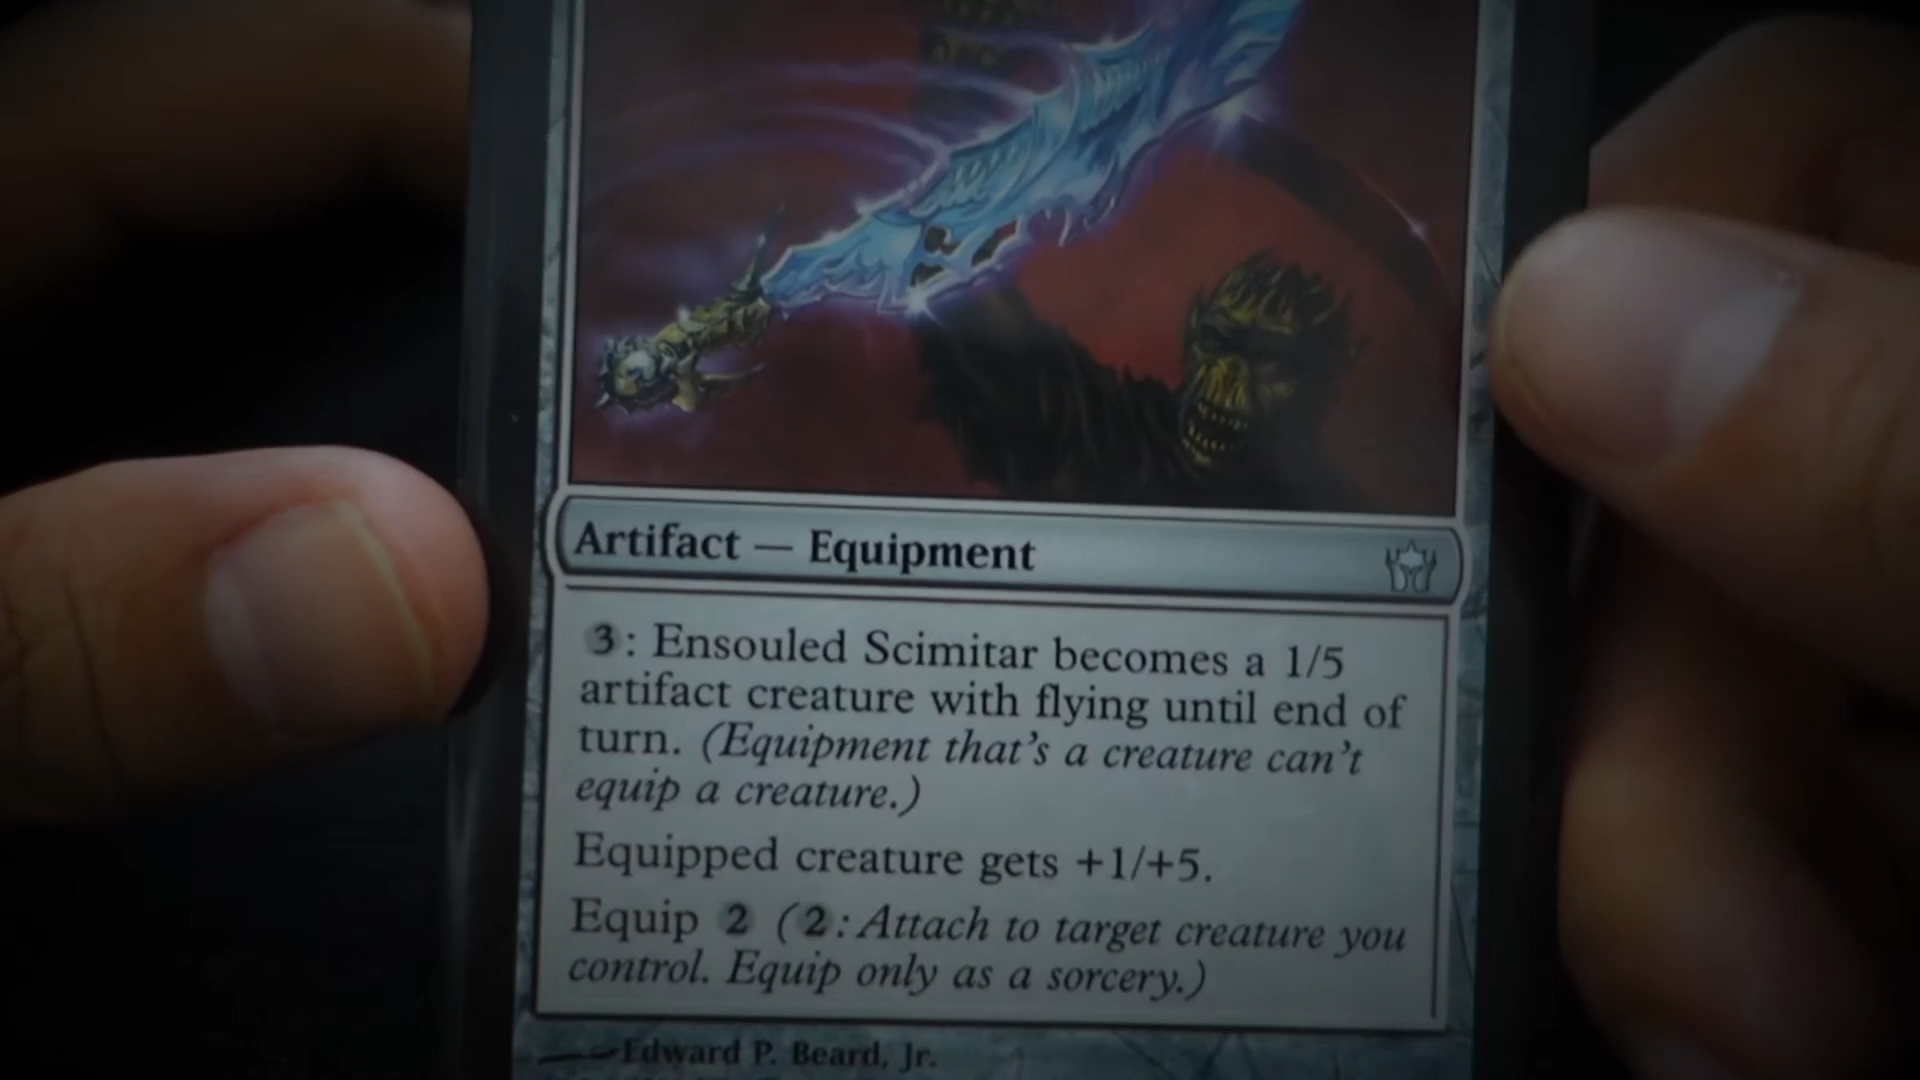 Artifact — Equipment
3: Ensouled Scimitar becomes a 1/5
artifact creature with flying until end of
turn. (Equipment that's a creature can't
equip a creature.)
Equipped creature gets +1/+5.
Equip 2 (2: Attach to target creature you
control. Equip only as a sorcery.)
Edward P. Beard, Jr.